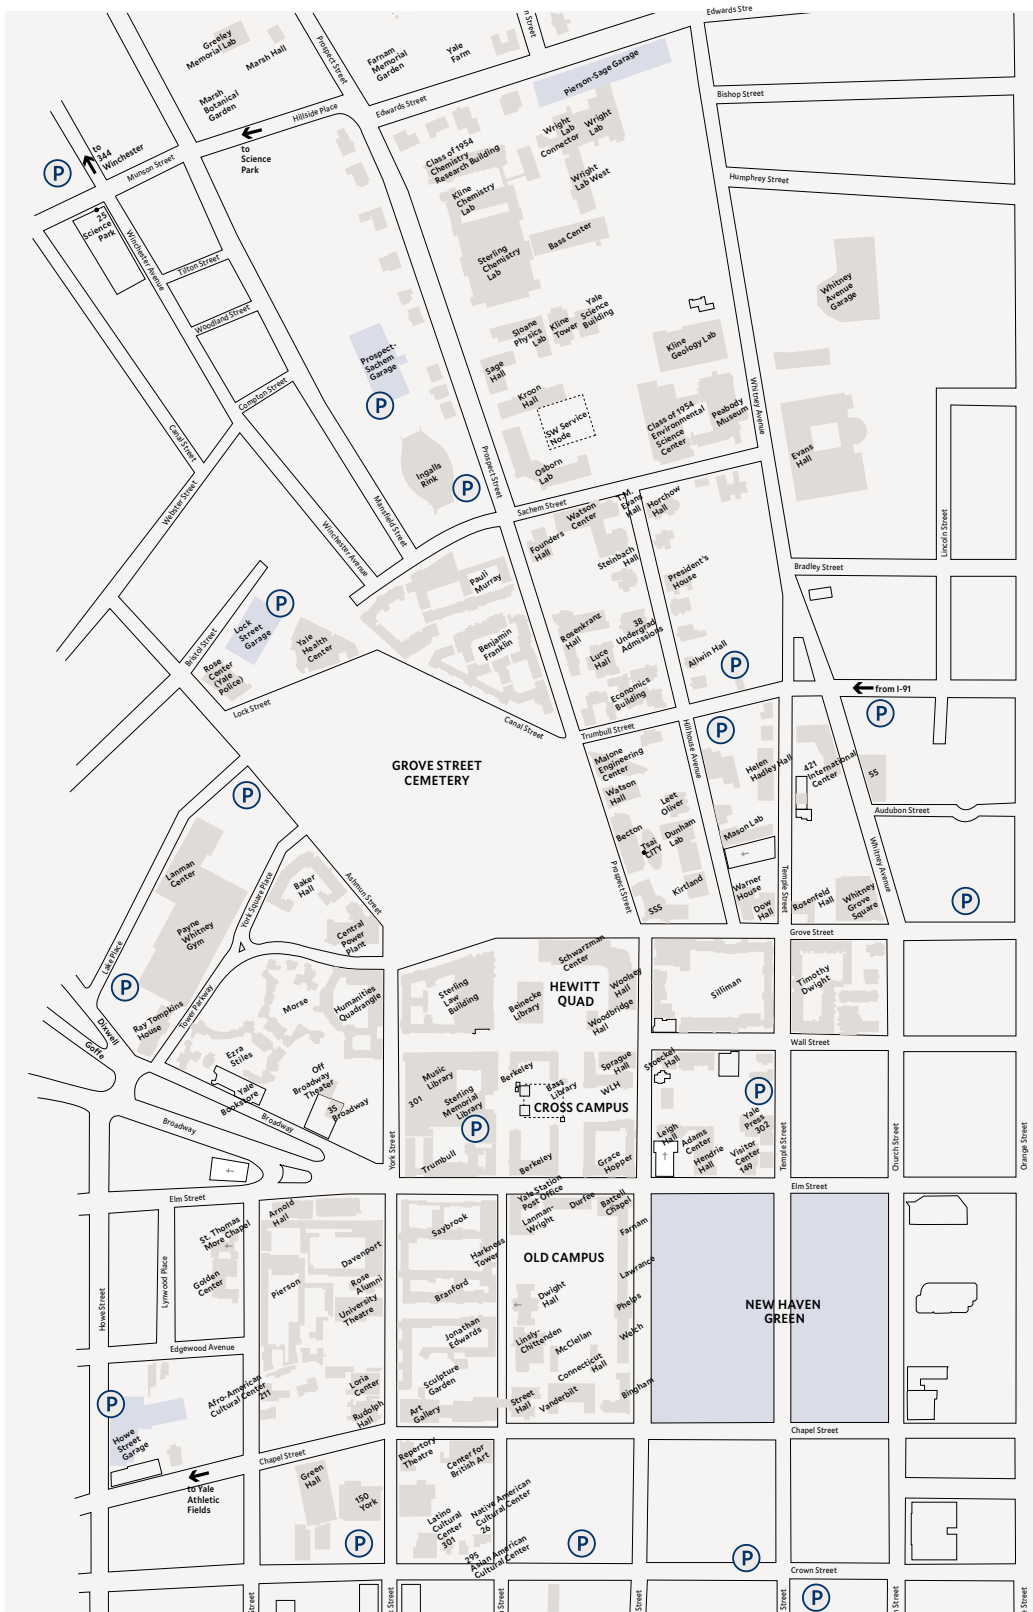 Edwards Stre
n Street
Greeley
Memorial Lab
Marsh Hall
Prospect Street
Farnam
Memorial
Garden
Yale
Farm
Pierson-Sage Garage
Marsh
Botanical
Garden
Hillside Place
Edwards Street
Bishop Street
to
Science
Park
to
344
Winchester
P
Munson Street
Class of 1954
Chemistry
Research Building
Wright
Lab
Connector
Wright
Lab
Wright
Lab West
Kline
Chemistry
Lab
Humphrey Street
25
Science
Park
Winchester Avenue
Tilton Street
Woodland Street
Compton Street
Sterling
Chemistry
Lab
Bass Center
Whitney
Avenue
Garage
Sloane
Physics
Lab
Kline
Tower
Yale
Science
Building
Kline
Geology Lab
Prospect-
Sachem
Garage
P
Sage
Hall
Kroon
Hall
SW Service
Node
Class of 1954
Environmental
Science
Center
Peabody
Museum
Whitney Avenue
Evans
Hall
Canal Street
Webster Street
Ingalls
Rink
P
Prospect Street
Osborn
Lab
Mansfield Street
Winchester Avenue
Sachem Street
Founders
Hall
Watson
Center
T.M.
Evans
Hall
Horchow
Hall
Steinbach
Hall
President's
House
Lincoln Street
Bradley Street
Pauli
Murray
Benjamin
Franklin
Rosenkranz
Hall
Luce
Hall
38
Undergrad
Admissions
Allwin Hall
P
Economics
Building
P
Lock
Street
Garage
Yale
Health
Center
Bristol Street
Rose
Center
(Yale
Police)
Lock Street
Canal Street
Trumbull Street
from I-91
P
P
Hillhouse Avenue
GROVE STREET
CEMETERY
Malone
Engineering
Center
Watson
Hall
Helen
Hadley Hall
421
International
Center
55
Audubon Street
Leet
Oliver
Becton
Tsai
CITY
Dunham
Lab
Mason Lab
Kirtland
SSS
Prospect Street
Warner
House
Dow
Hall
Temple Street
Rosenfeld
Hall
Whitney
Grove
Square
Whitney Avenue
P
Grove Street
P
Lanman
Center
Payne
Whitney
Gym
York Square Place
Baker
Hall
Ashmun Street
Central
Power
Plant
Lake Place
P
Ray Tompkins
House
Tower Parkway
Morse
Humanities
Quadrangle
Dixwell
Goffe
Ezra
Stiles
Yale
Bookstore
Off
Broadway
Theater
35
Broadway
Broadway
Broadway
Sterling
Law
Building
Schwarzman
Center
HEWITT
QUAD
Beinecke
Library
Woolsey
Hall
Woodbridge
Hall
Silliman
Timothy
Dwight
Wall Street
Music
Library
301
Sterling
Memorial
Library
P
Berkeley
Bass
Library
Sprague
Hall
WLH
CROSS CAMPUS
Stoeckel
Hall
P
Yale
Press
302
Leigh
Hall
Adams
Center
Hendrie
Hall
Visitor
Center
149
York Street
Trumbull
Berkeley
Grace
Hopper
Temple Street
Church Street
Orange Street
Elm Street
Elm Street
Arnold
Hall
St. Thomas
More Chapel
Golden
Center
Howe Street
Lynwood Place
Pierson
Davenport
Rose
Alumni
University
Theatre
Saybrook
Harkness
Tower
Branford
Jonathan
Edwards
Sculpture
Garden
Art
Gallery
Yale Station
Post Office
Lanman-
Wright
Durfee
Battell
Chapel
Farnam
OLD CAMPUS
Lawrance
Dwight
Hall
Phelps
Linsly-
Chittenden
McClellan
Welch
Connecticut
Hall
Street
Hall
Vanderbilt
Bingham
NEW HAVEN
GREEN
Edgewood Avenue
Afro-American
Cultural Center
211
Loria
Center
Rudolph
Hall
P
Howe
Street
Garage
to Yale
Athletic
Fields
Chapel Street
Chapel Street
Green
Hall
150
York
P
Repertory
Theatre
Center for
British Art
Latino
Cultural
Center
301
Native American
Cultural Center
26
295
Asian American
Cultural Center
P
P
Crown Street
P
Street
Street
Street
Street
Street
Street
Street